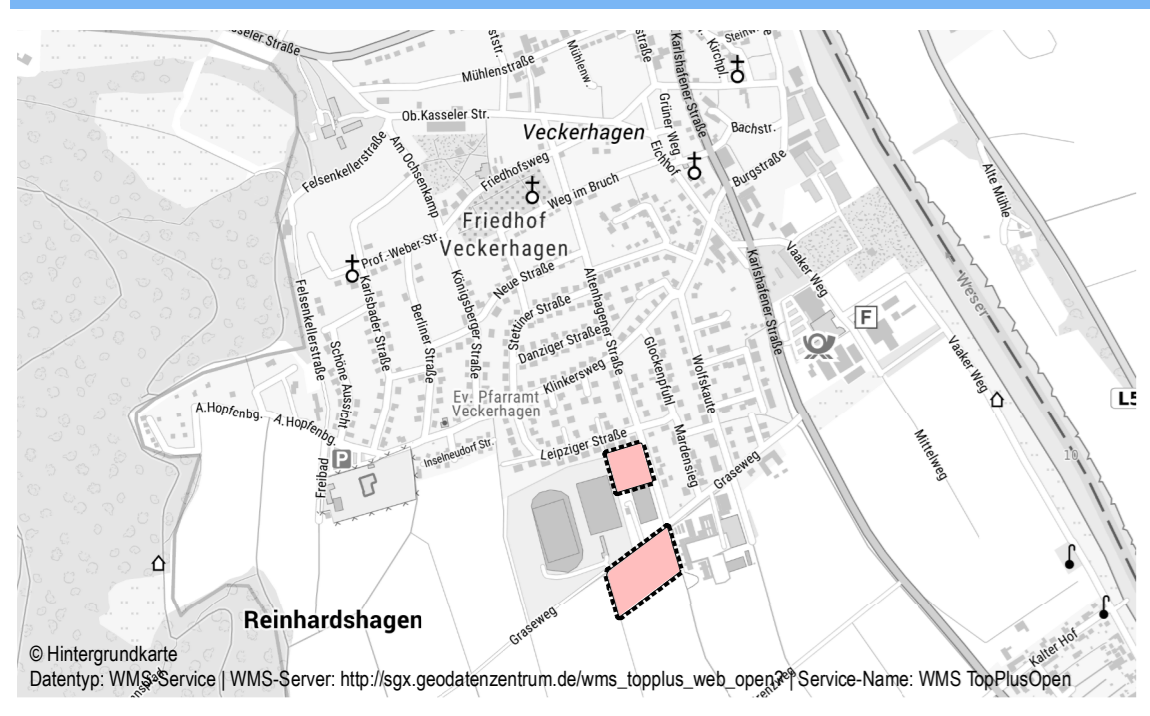 seler Straße
Mühlenstraße
Mühlenw.
straße
Karlshafener Straße
Kirchpl.
Ob.Kasseler Str.
Veckerhagen
Grüner Weg
Bachstr.
Eichhof
Burgstraße
Felsenkellerstraße
Am Ochsenkamp
Friedhofsweg
Weg im Bruch
Alte Mühle
Friedhof
Veckerhagen
Prof.-Weber-Str.
Neue Straße
Vaaker Weg
Weser
Karlshafener Straße
Felsenkellerstraße
Karlsbader Straße
Berliner Straße
Königsberger Straße
Stettiner Straße
Altenhagener Straße
Danziger Straße
Klinkersweg
Glockenpfuhl
Wolfskaute
F
Vaaker Weg
Schöne Aussicht
Ev. Pfarramt
Veckerhagen
L5
A.Hopfenbg.
A.Hopfenbg.
Inselneudorf Str.
Leipziger Straße
Mardensieg
Graseweg
Mittelweg
10
P
Freibad
Graseweg
Reinhardshagen
Kalter Hof
© Hintergrundkarte
Datentyp: WMS-Service | WMS-Server: http://sgx.geodatenzentrum.de/wms_topplus_web_open? | Service-Name: WMS TopPlusOpen